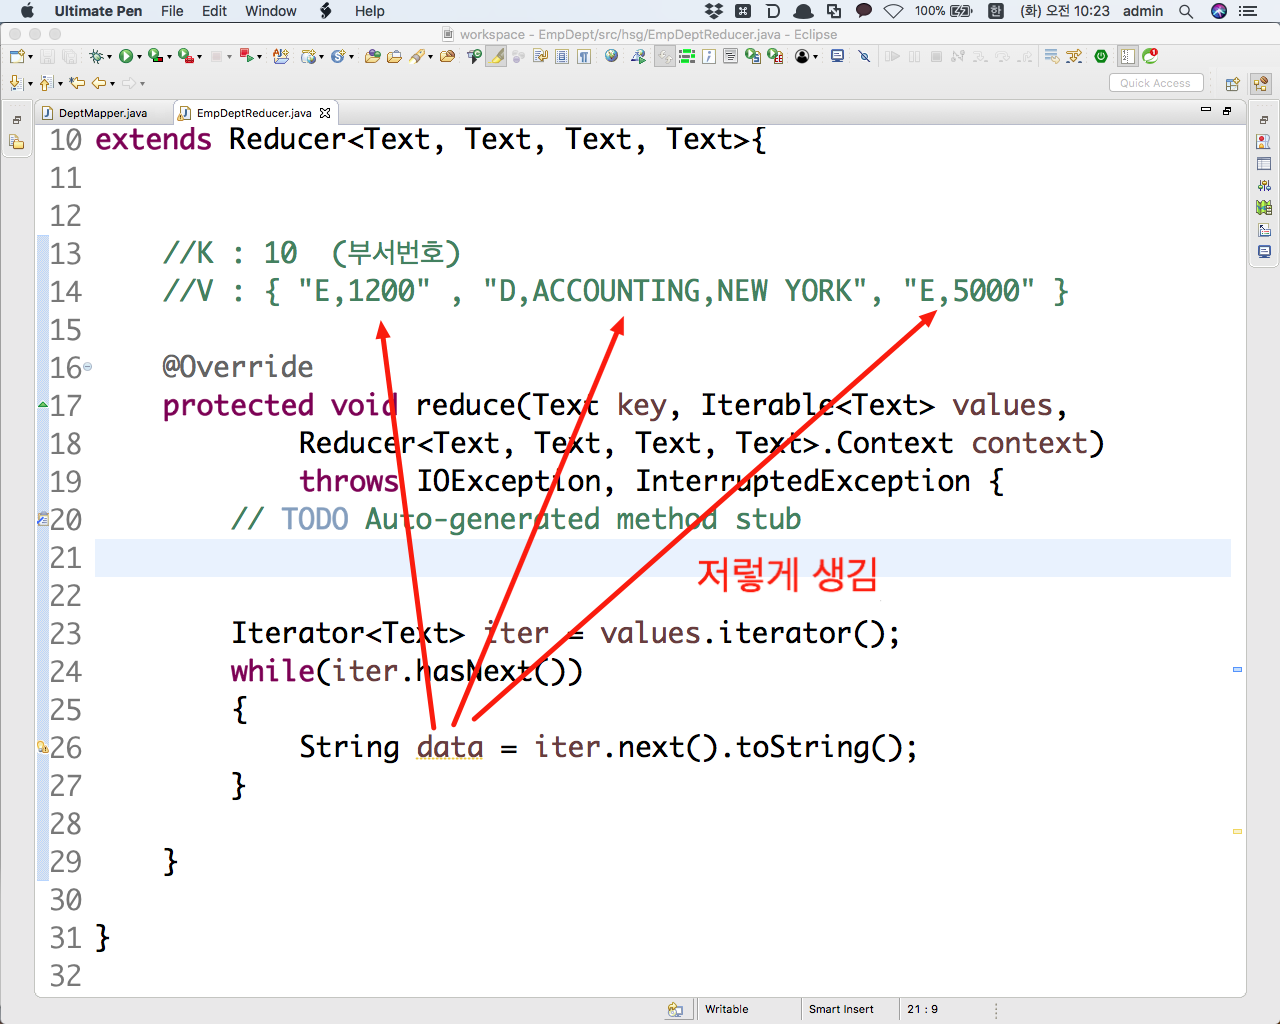 Ultimate Pen File Edit Window Help 100% 한 (화) 오전 10:23 admin
workspace - EmpDept/src/hsg/EmpDeptReducer.java - Eclipse
Quick Access
DeptMapper.java EmpDeptReducer.java
10 extends Reducer<Text, Text, Text, Text>{
11
12
13 //K : 10 (부서번호)
14 //V : { "E,1200" , "D,ACCOUNTING,NEW YORK", "E,5000" }
15
16 @Override
17 protected void reduce(Text key, Iterable<Text> values,
18 Reducer<Text, Text, Text, Text>.Context context)
19 throws IOException, InterruptedException {
20 // TODO Auto-generated method stub
21
저렇게 생김
22
23 Iterator<Text> iter = values.iterator();
24 while(iter.hasNext())
25 {
26 String data = iter.next().toString();
27 }
28
29 }
30
31 }
32
Writable Smart Insert 21 : 9